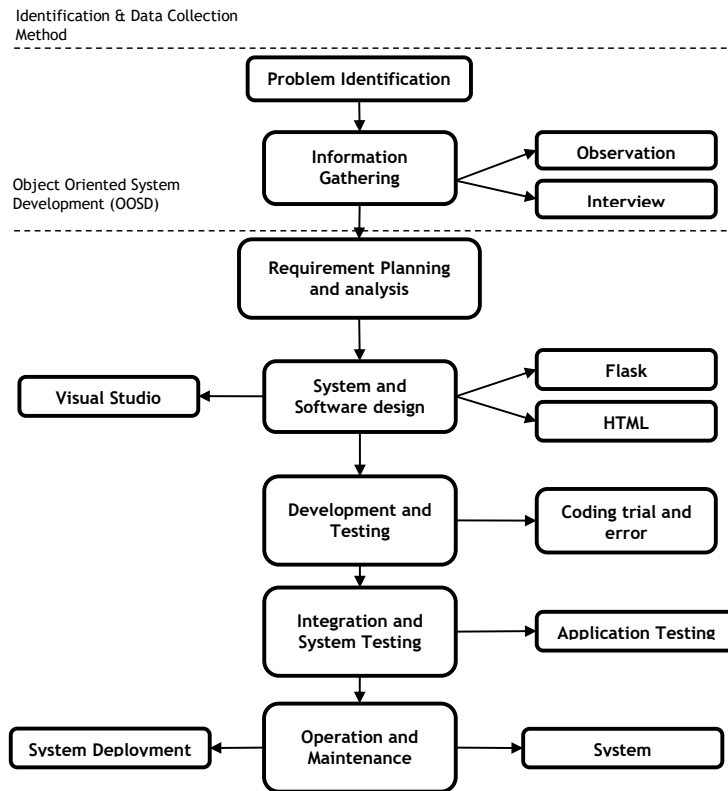 Identification & Data Collection
Method
Problem Identification
Information
Gathering
Observation
Interview
Object Oriented System
Development (OOSD)
Requirement Planning
and analysis
Visual Studio
System and
Software design
Flask
HTML
Development and
Testing
Coding trial and
error
Integration and
System Testing
Application Testing
System Deployment
Operation and
Maintenance
System